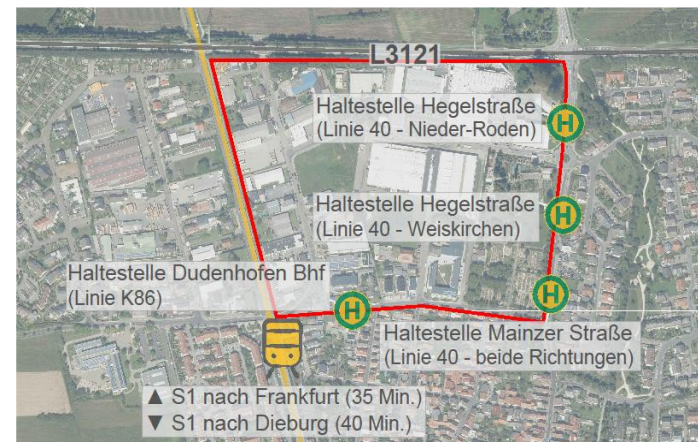 L3121
Haltestelle Hegelstraße
(Linie 40 - Nieder-Roden)
H
Haltestelle Hegelstraße
(Linie 40 - Weiskirchen)
H
Haltestelle Dudenhofen Bhf
(Linie K86)
H
H
Haltestelle Mainzer Straße
(Linie 40 - beide Richtungen)
▲ S1 nach Frankfurt (35 Min.)
▼ S1 nach Dieburg (40 Min.)